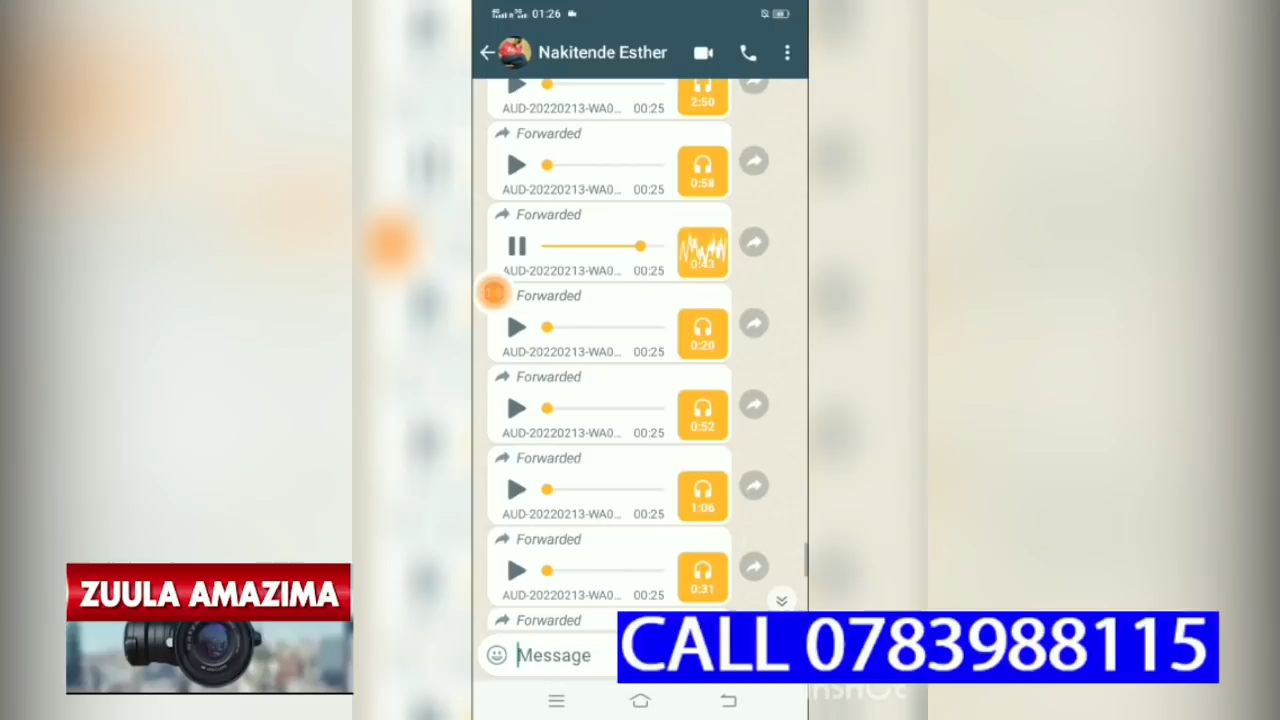 01:26
Nakitende Esther
2:50
AUD-20220213-WA0... 00:25
Forwarded
0:58
AUD-20220213-WA0... 00:25
Forwarded
0:43
AUD-20220213-WA0... 00:25
Forwarded
0:20
AUD-20220213-WA0... 00:25
Forwarded
0:52
AUD-20220213-WA0... 00:25
Forwarded
1:06
AUD-20220213-WA0... 00:25
Forwarded
0:31
AUD-20220213-WA0... 00:25
Forwarded
Message
ZUULA AMAZIMA
CALL 0783988115